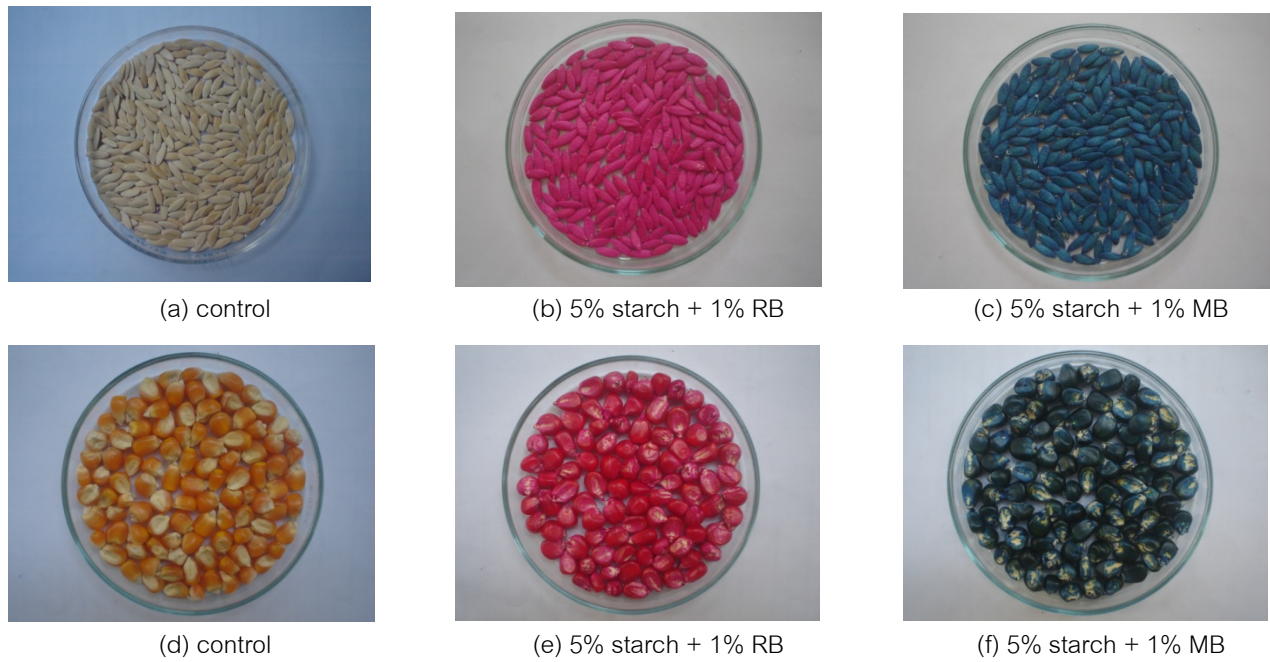 (a) control
(b) 5% starch + 1% RB
(c) 5% starch + 1% MB
(d) control
(e) 5% starch + 1% RB
(f) 5% starch + 1% MB